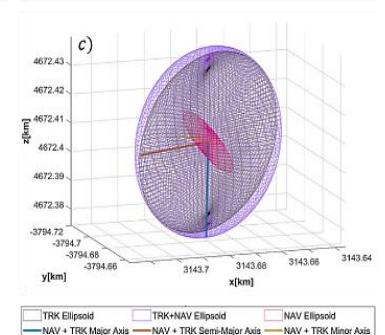 c)
4672.43
4672.42
4672.41
4672.4
4672.39
4672.38
z[km]
-3794.72
-3794.7
-3794.68
-3794.66
y[km]
3143.7
3143.68
3143.66
3143.64
x[km]
TRK Ellipsoid TRK+NAV Ellipsoid NAV Ellipsoid
NAV + TRK Major Axis NAV + TRK Semi-Major Axis NAV + TRK Minor Axis